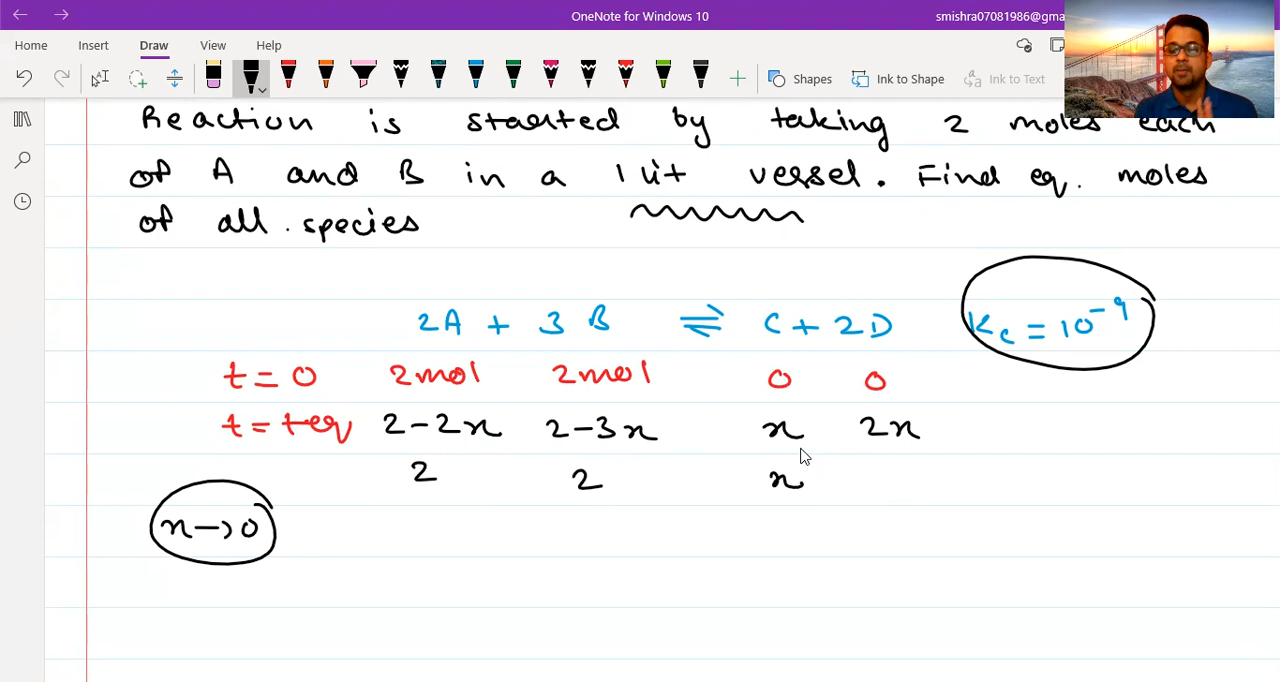 OneNote for Windows 10
smishra07081986@gma
Home Insert Draw View Help
Shapes Ink to Shape Ink to Text
Reaction is started by taking 2 moles each
of A and B in a 1 lit vessel. Find eq. moles
of all species
2A + 3B ⇌ C + 2D Kc = 10⁻⁹
t = 0 2mol 2mol 0 0
t = teq 2-2x 2-3x x 2x
2 2 x
x → 0